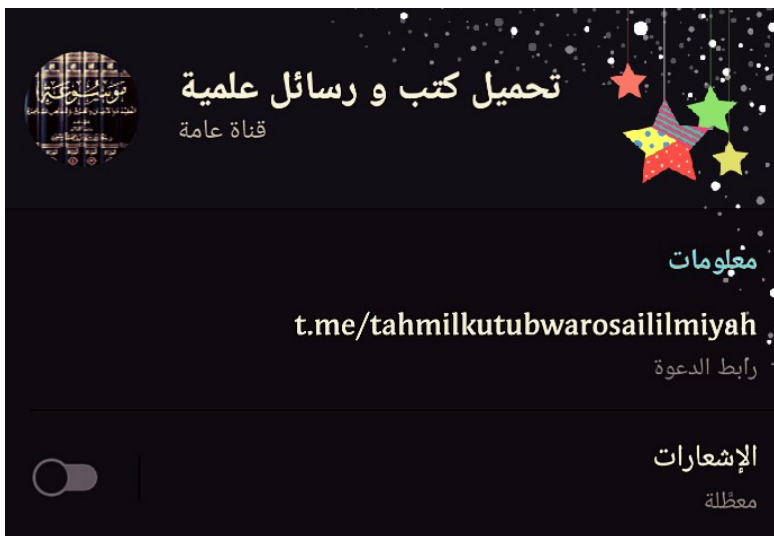 تحميل كتب و رسائل علمية
قناة عامة
معلومات
t.me/tahmilkutubwarosaililmiyah
رابط الدعوة
الإشعارات
معطَّلة